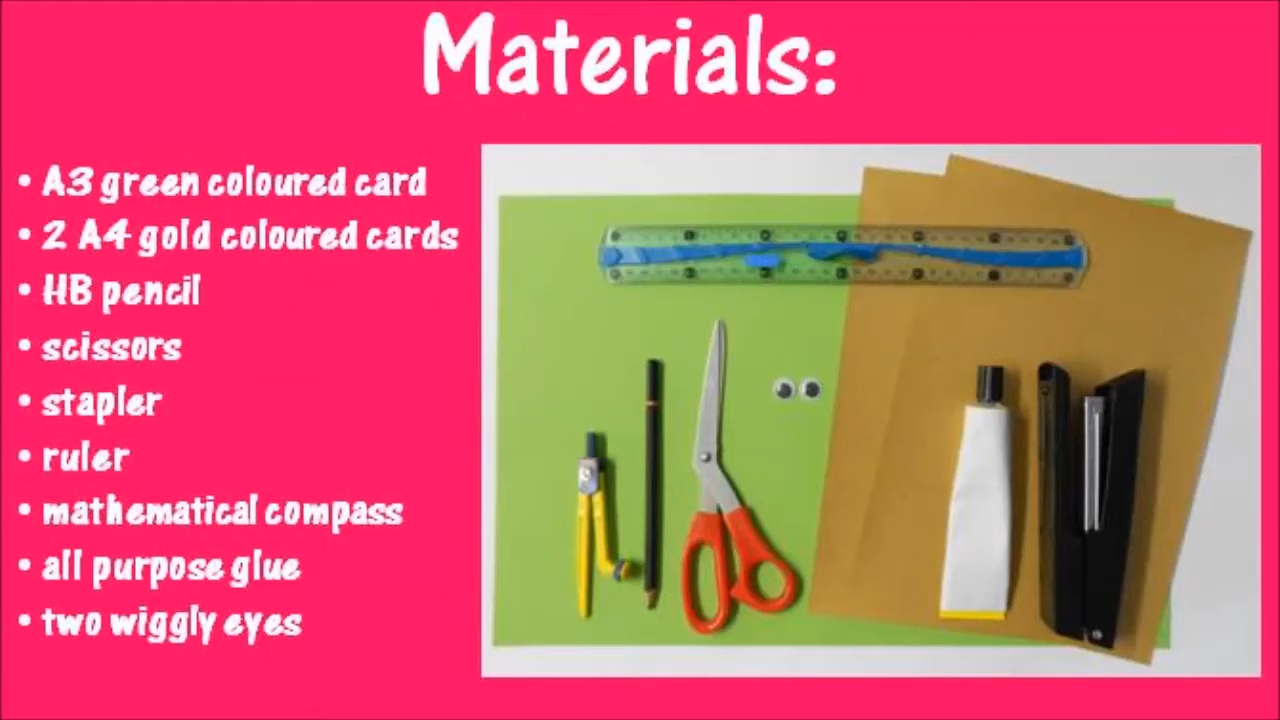 Materials:
• A3 green coloured card
• 2 A4 gold coloured cards
• HB pencil
• scissors
• stapler
• ruler
• mathematical compass
• all purpose glue
• two wiggly eyes